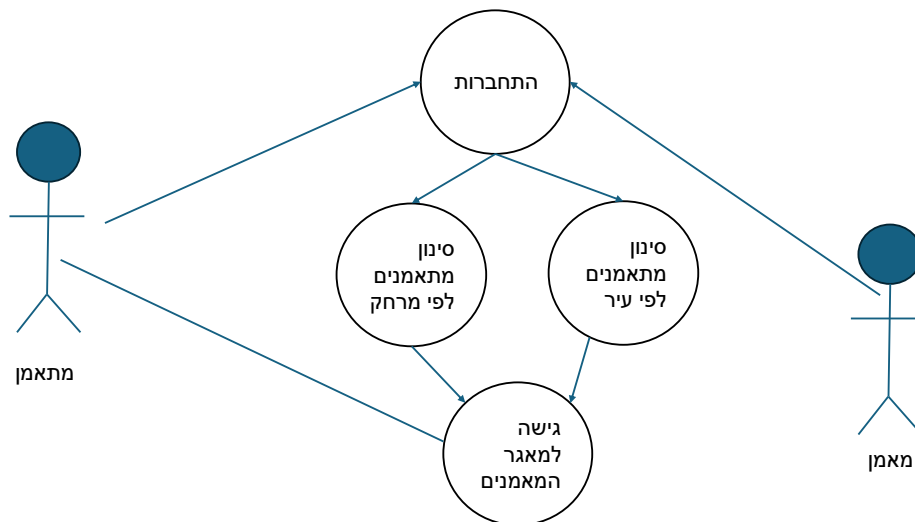 התחברות
סינון
מתאמנים
לפי עיר
סינון
מתאמנים
לפי מרחק
מתאמן
גישה
למאגר
המאמנים
מאמן